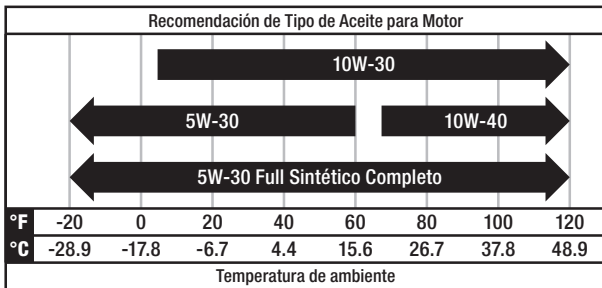 Recomendación de Tipo de Aceite para Motor
10W-30
5W-30 10W-40
5W-30 Full Sintético Completo
°F -20 0 20 40 60 80 100 120
°C -28.9 -17.8 -6.7 4.4 15.6 26.7 37.8 48.9
Temperatura de ambiente